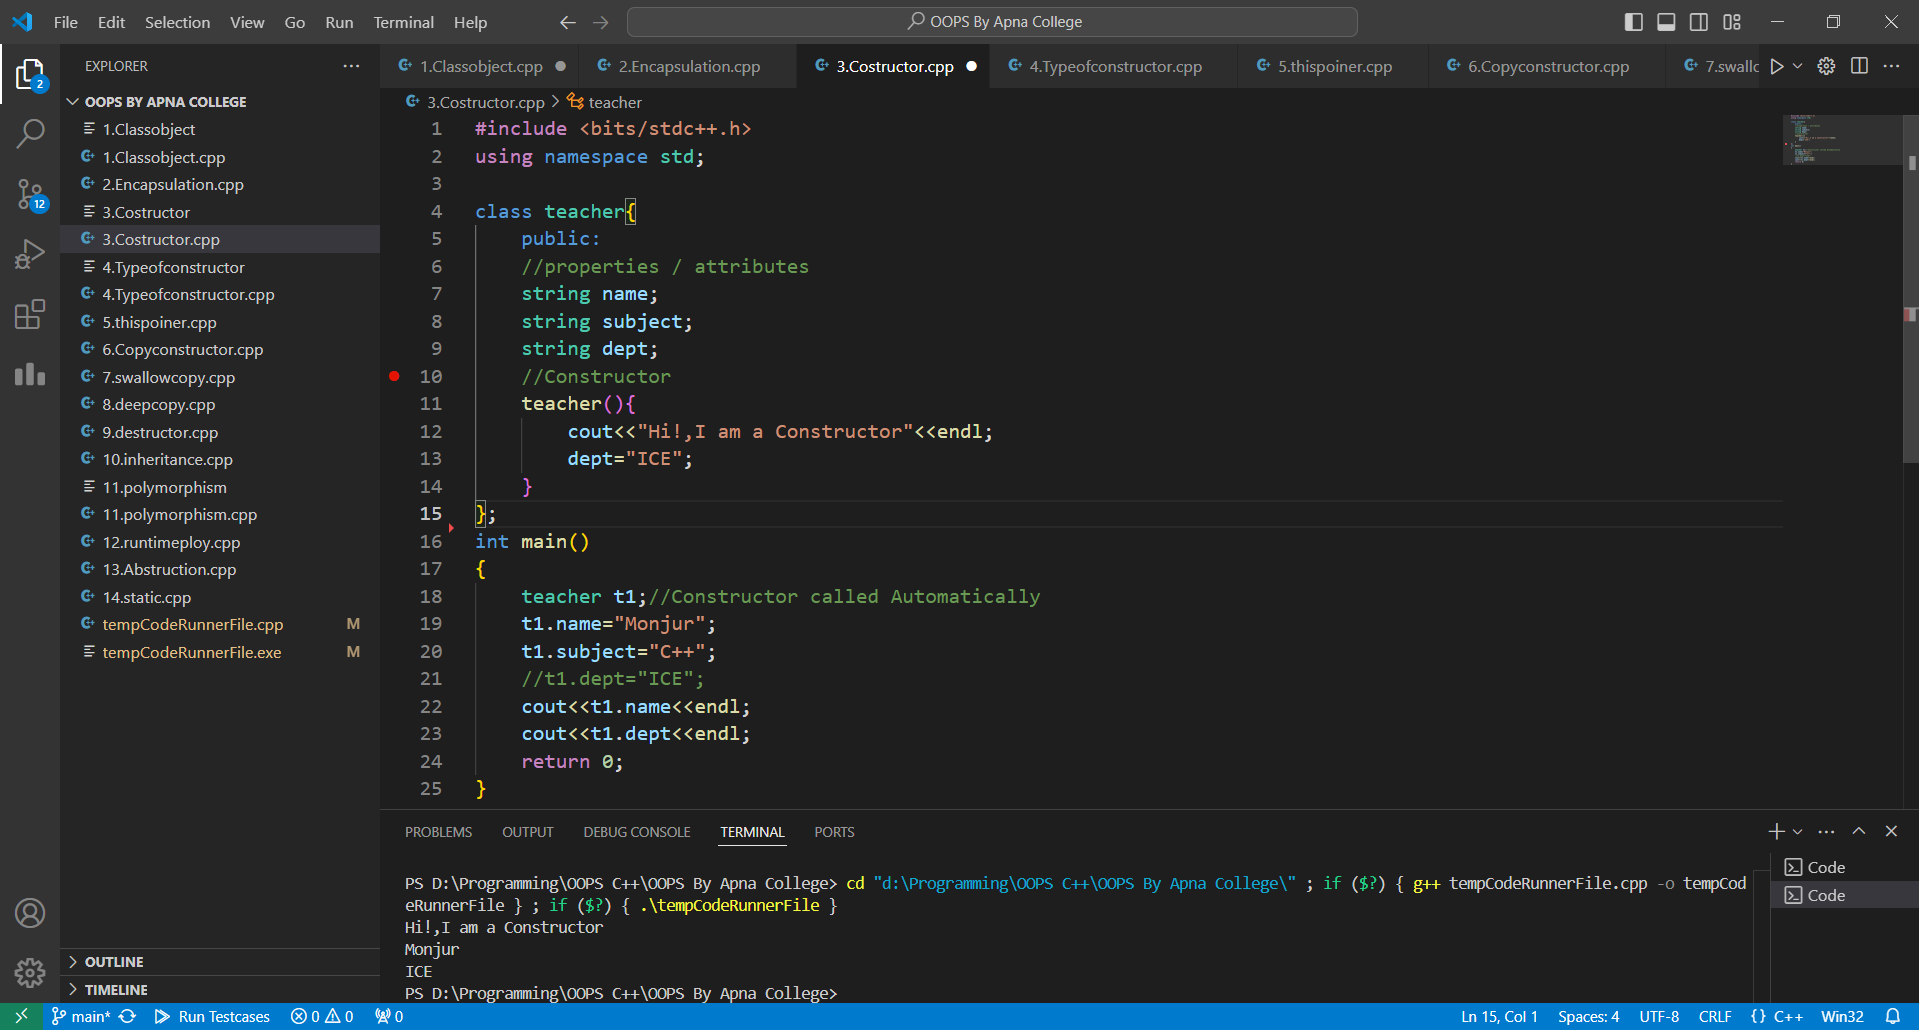 File Edit Selection View Go Run Terminal Help
OOPS By Apna College
EXPLORER
OOPS BY APNA COLLEGE
1.Classobject
1.Classobject.cpp
2.Encapsulation.cpp
3.Costructor
3.Costructor.cpp
4.Typeofconstructor
4.Typeofconstructor.cpp
5.thispoiner.cpp
6.Copyconstructor.cpp
7.swallowcopy.cpp
8.deepcopy.cpp
9.destructor.cpp
10.inheritance.cpp
11.polymorphism
11.polymorphism.cpp
12.runtimeploy.cpp
13.Abstruction.cpp
14.static.cpp
tempCodeRunnerFile.cpp M
tempCodeRunnerFile.exe M
OUTLINE
TIMELINE
2
12
1.Classobject.cpp 2.Encapsulation.cpp 3.Costructor.cpp 4.Typeofconstructor.cpp 5.thispoiner.cpp 6.Copyconstructor.cpp 7.swallc
3.Costructor.cpp > teacher
1 #include <bits/stdc++.h>
2 using namespace std;
3
4 class teacher{
5 public:
6 //properties / attributes
7 string name;
8 string subject;
9 string dept;
10 //Constructor
11 teacher(){
12 cout<<"Hi!,I am a Constructor"<<endl;
13 dept="ICE";
14 }
15 };
16 int main()
17 {
18 teacher t1;//Constructor called Automatically
19 t1.name="Monjur";
20 t1.subject="C++";
21 //t1.dept="ICE";
22 cout<<t1.name<<endl;
23 cout<<t1.dept<<endl;
24 return 0;
25 }
PROBLEMS OUTPUT DEBUG CONSOLE TERMINAL PORTS
PS D:\Programming\OOPS C++\OOPS By Apna College> cd "d:\Programming\OOPS C++\OOPS By Apna College\" ; if ($?) { g++ tempCodeRunnerFile.cpp -o tempCod
eRunnerFile } ; if ($?) { .\tempCodeRunnerFile }
Hi!,I am a Constructor
Monjur
ICE
PS D:\Programming\OOPS C++\OOPS By Apna College>
Code
Code
main* Run Testcases 0 0 0 Ln 15, Col 1 Spaces: 4 UTF-8 CRLF {} C++ Win32